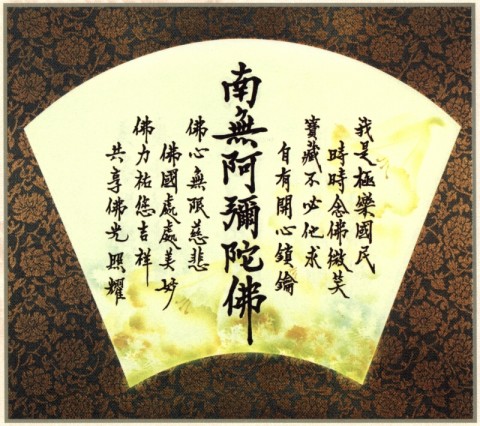 我是極樂國民
時時念佛微笑
寶藏不必他求
自有開心鎖鑰
南無阿彌陀佛
佛心無限慈悲
佛國處處美妙
佛力祐您吉祥
共享佛光照耀